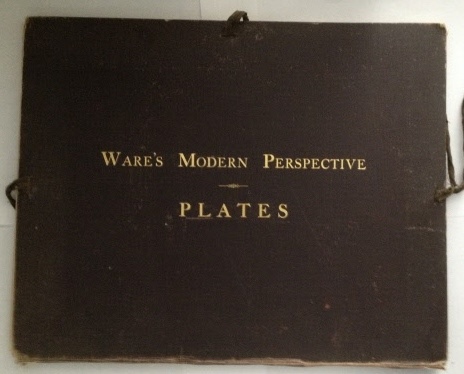 WARE'S MODERN PERSPECTIVE
PLATES